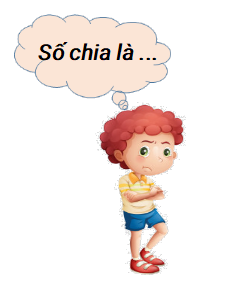 Số chia là ...